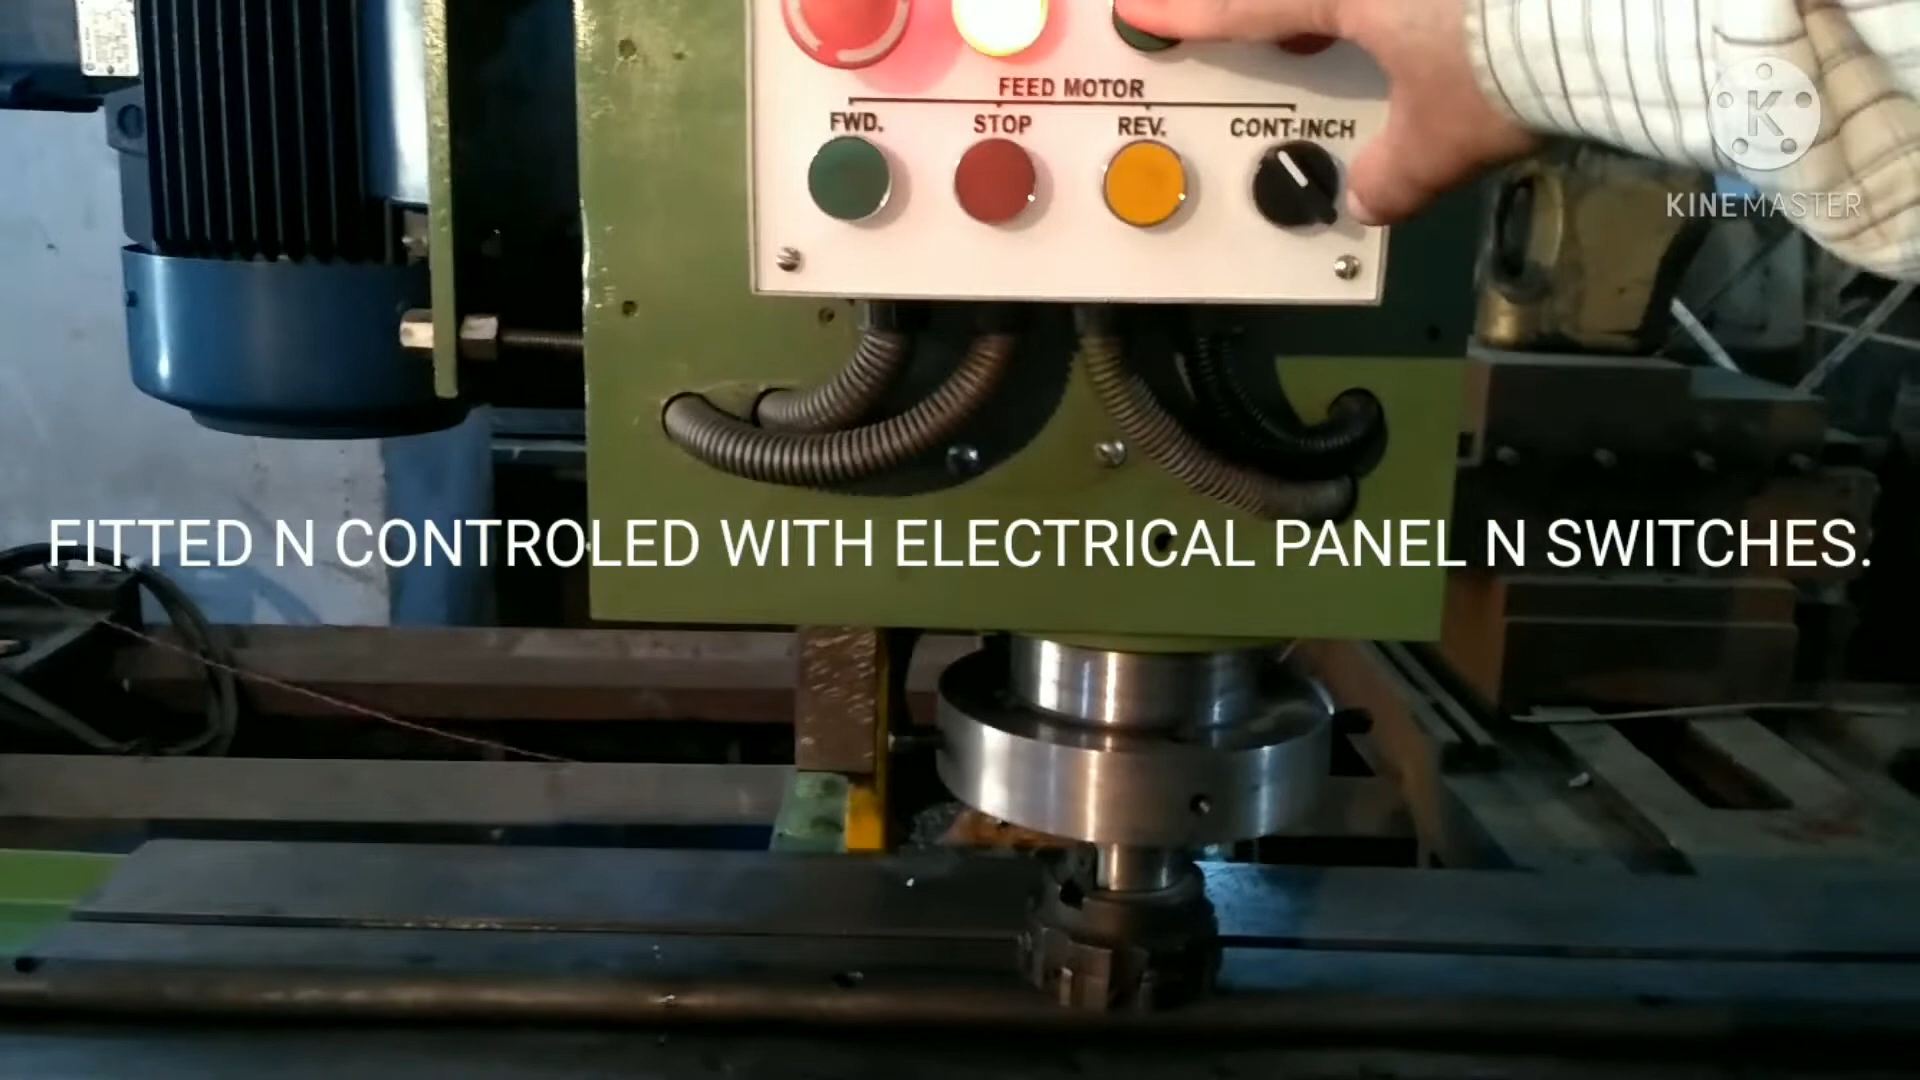 FEED MOTOR
FWD. STOP REV. CONT-INCH
K
KINEMASTER
FITTED N CONTROLED WITH ELECTRICAL PANEL N SWITCHES.